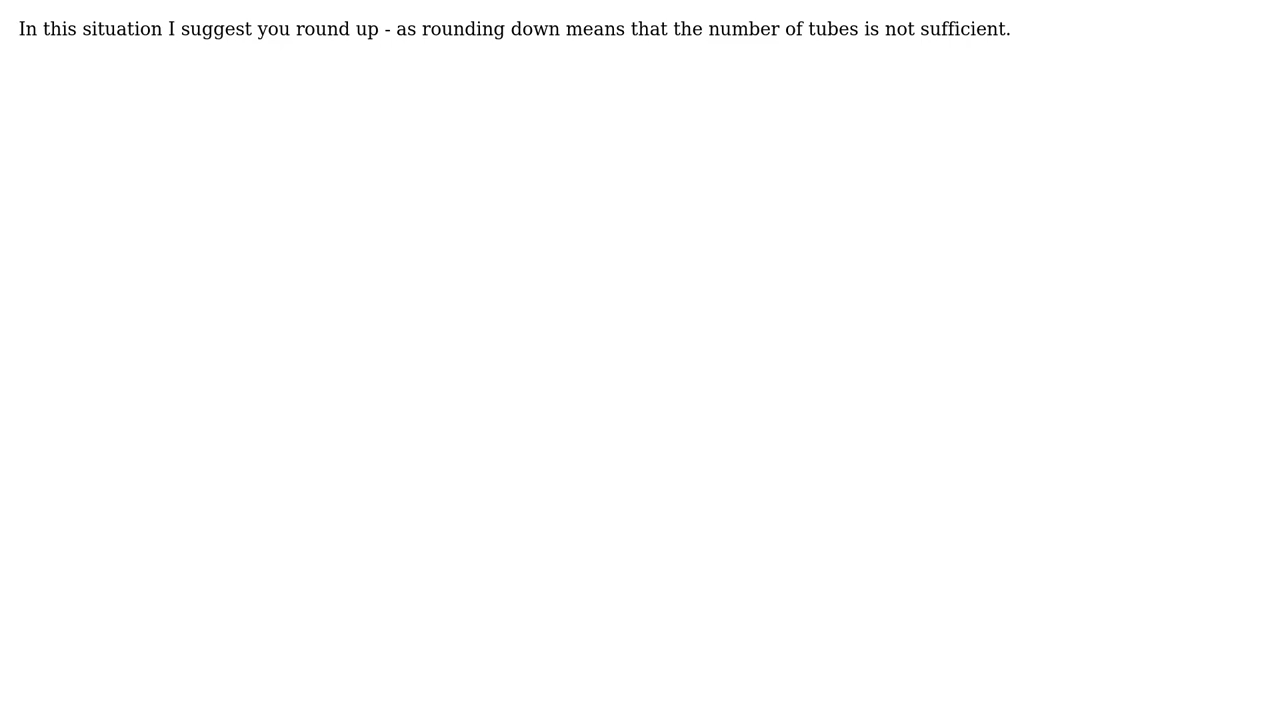 In this situation I suggest you round up - as rounding down means that the number of tubes is not sufficient.